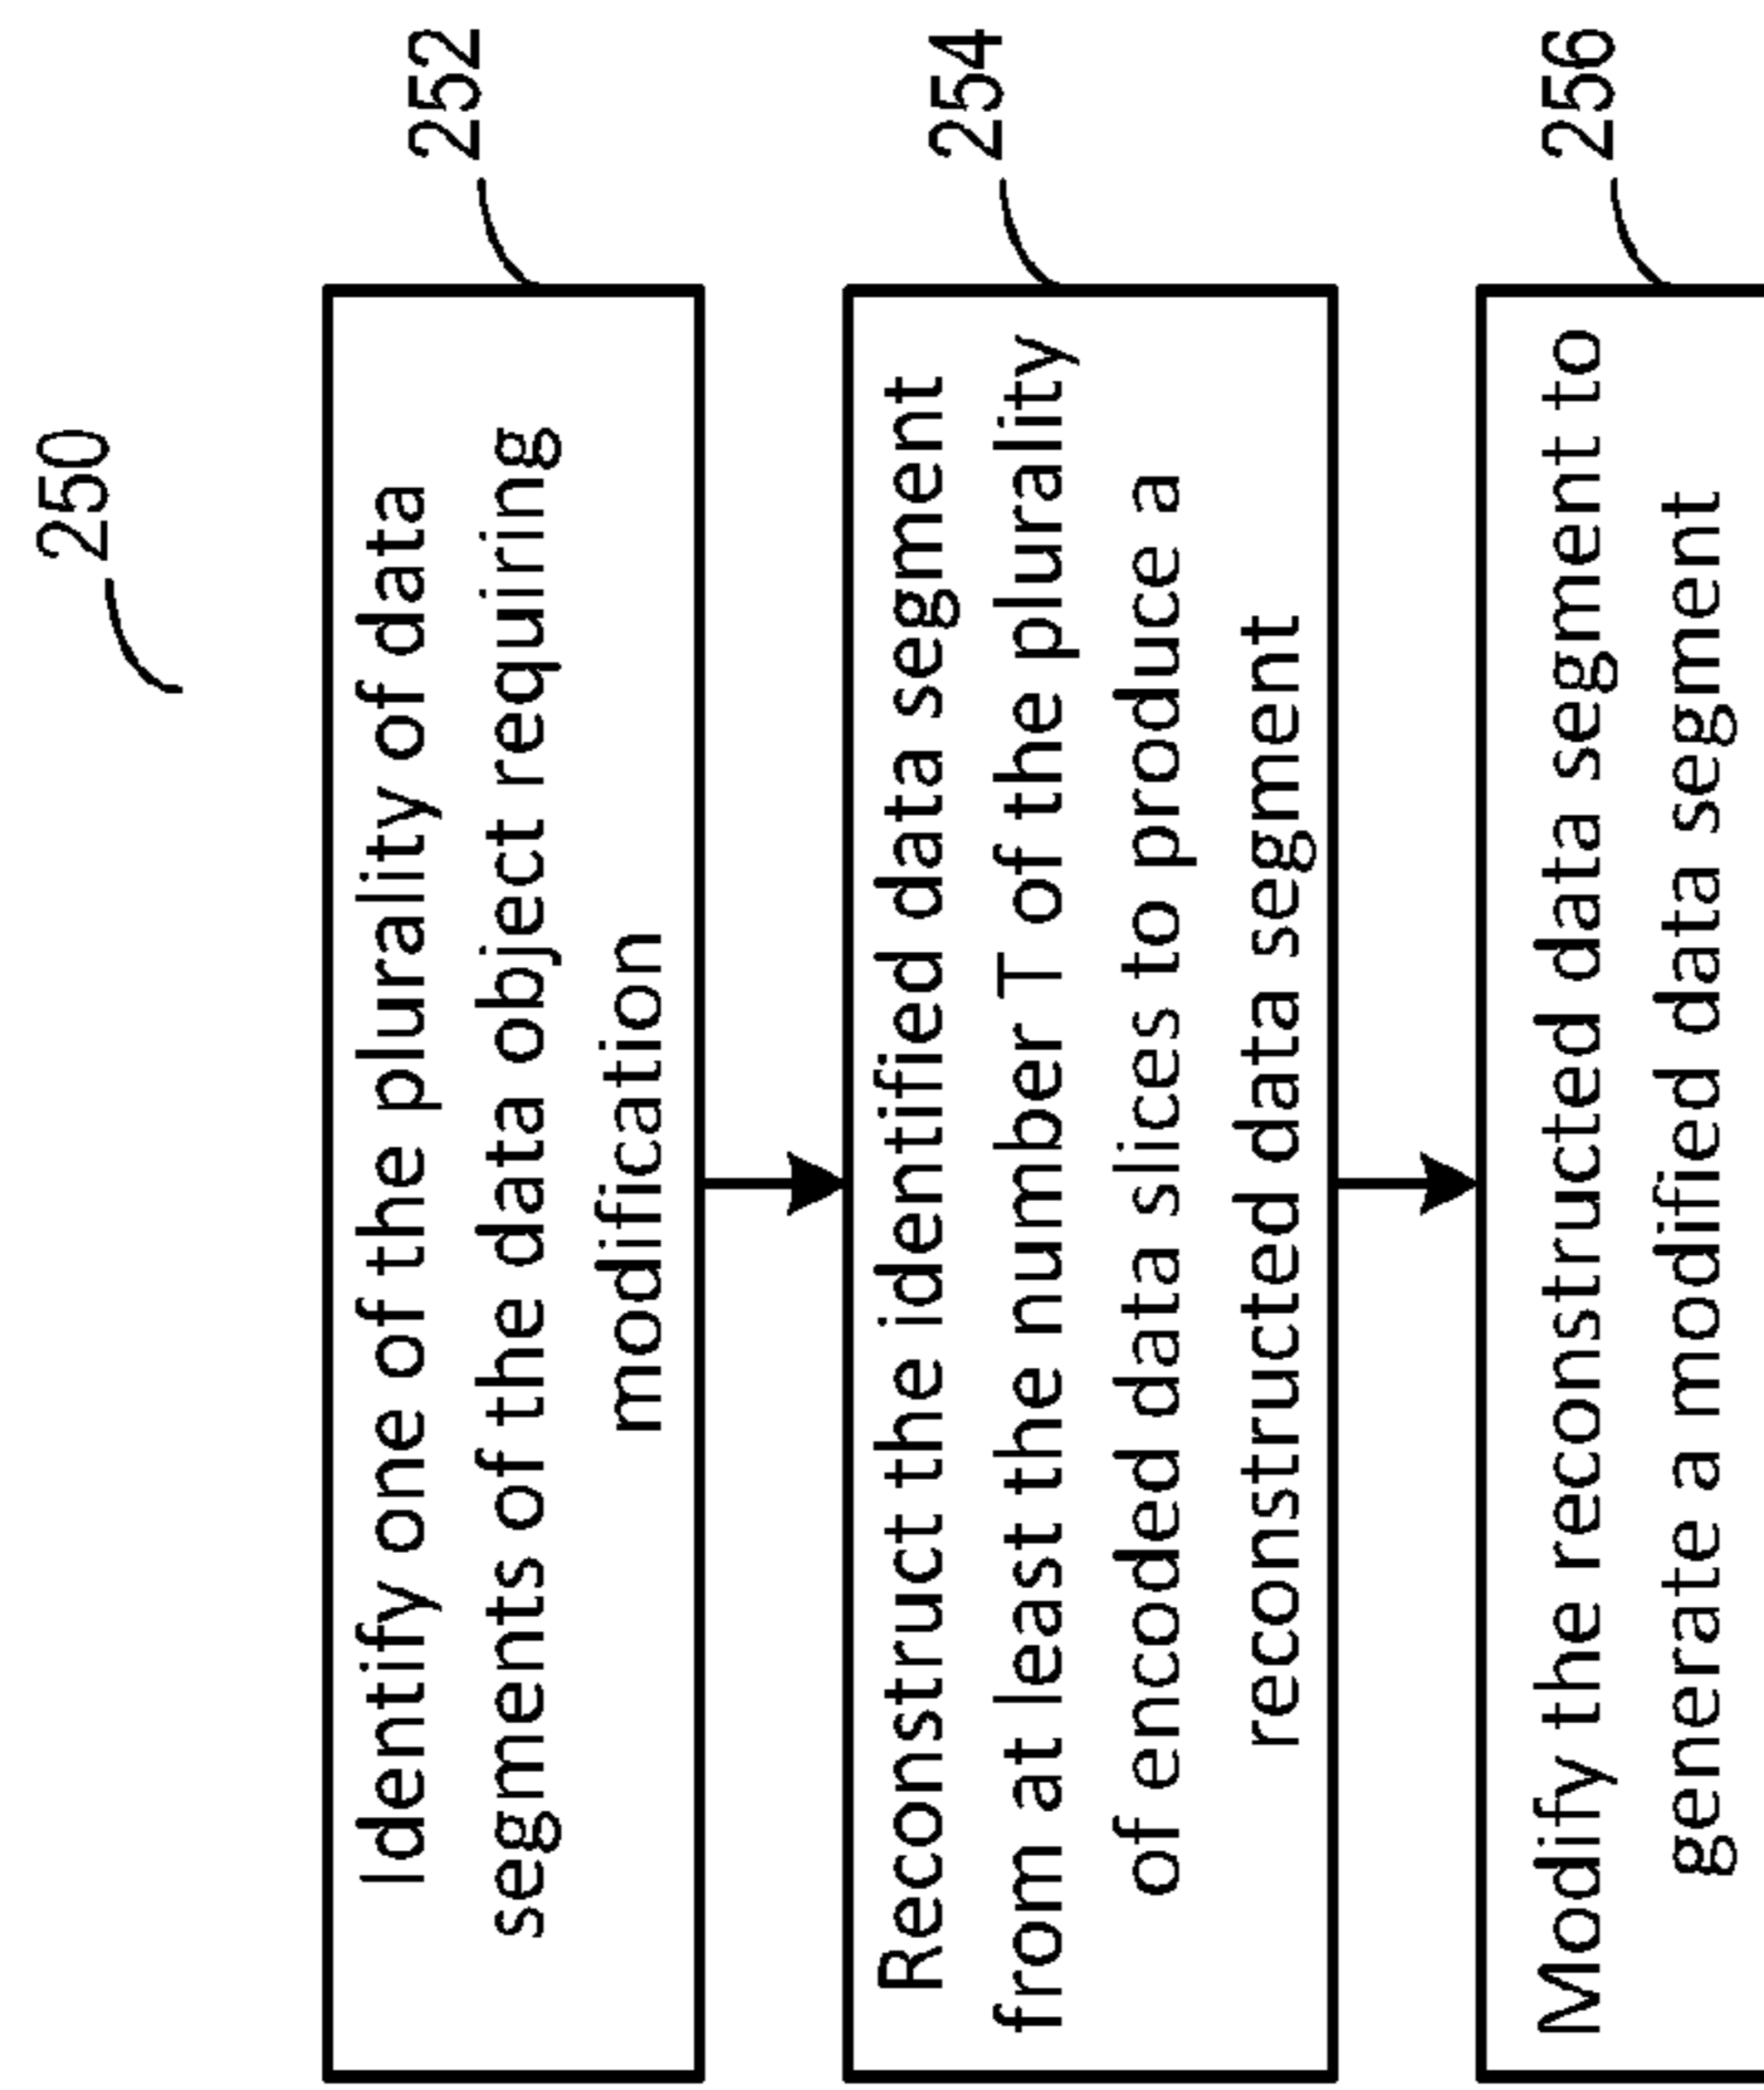 250
252
Identify one of the plurality of data
segments of the data object requiring
modification
254
Reconstruct the identified data segment
from at least the number T of the plurality
of encoded data slices to produce a
reconstructed data segment
256
Modify the reconstructed data segment to
generate a modified data segment